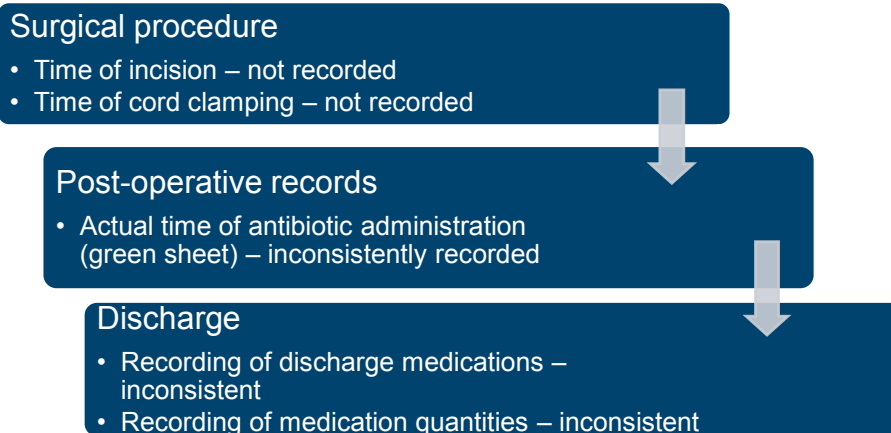 Surgical procedure
• Time of incision – not recorded
• Time of cord clamping – not recorded
Post-operative records
• Actual time of antibiotic administration
(green sheet) – inconsistently recorded
Discharge
• Recording of discharge medications –
inconsistent
• Recording of medication quantities – inconsistent